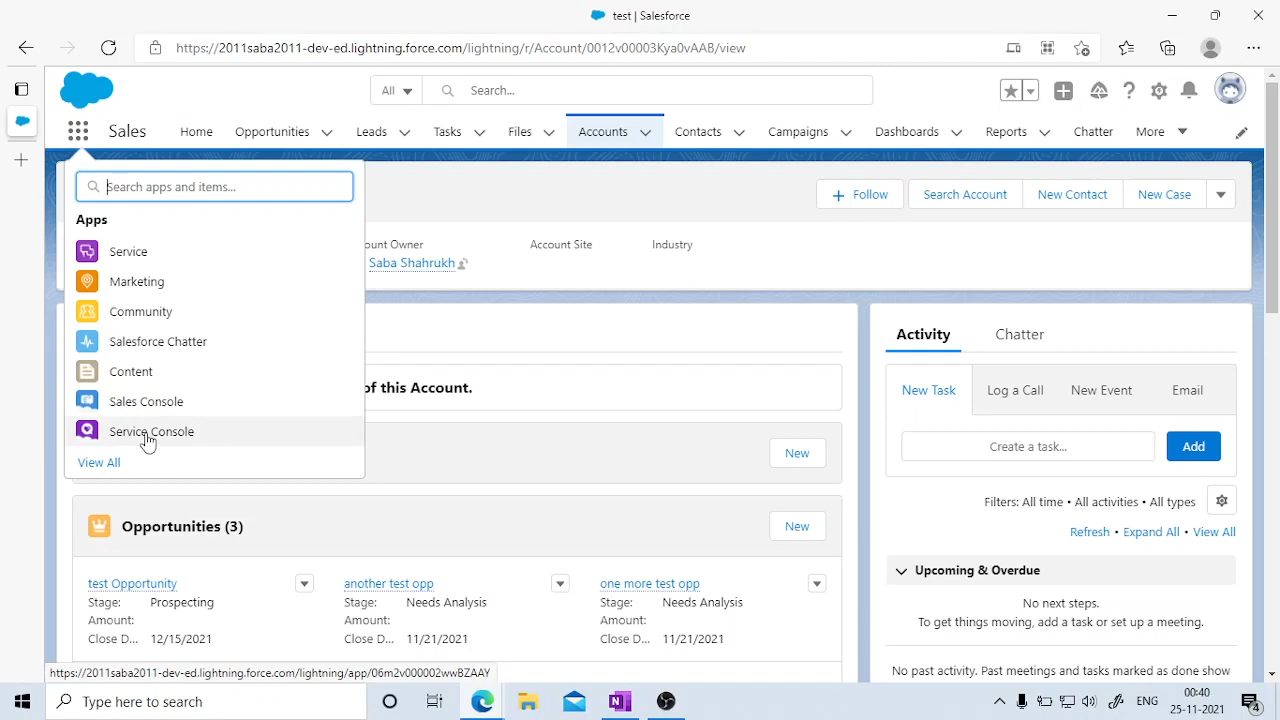 test | Salesforce
https://2011saba2011-dev-ed.lightning.force.com/lightning/r/Account/0012v00003Kya0vAAB/view
All
Search...
Sales
Home
Opportunities
Leads
Tasks
Files
Accounts
Contacts
Campaigns
Dashboards
Reports
Chatter
More
Search apps and items...
Apps
Service
Marketing
Community
Salesforce Chatter
Content
Sales Console
Service Console
View All
Follow
Search Account
New Contact
New Case
ount Owner
Account Site
Industry
Saba Shahrukh
of this Account.
New
Opportunities (3)
New
test Opportunity
Stage: Prospecting
Amount:
Close D... 12/15/2021
another test opp
Stage: Needs Analysis
Amount:
Close D... 11/21/2021
one more test opp
Stage: Needs Analysis
Amount:
Close D... 11/21/2021
Activity
Chatter
New Task
Log a Call
New Event
Email
Create a task...
Add
Filters: All time • All activities • All types
Refresh • Expand All • View All
Upcoming & Overdue
No next steps.
To get things moving, add a task or set up a meeting.
No past activity. Past meetings and tasks marked as done show
https://2011saba2011-dev-ed.lightning.force.com/lightning/app/06m2v000002wwBZAAY
Type here to search
ENG
00:40
25-11-2021
4